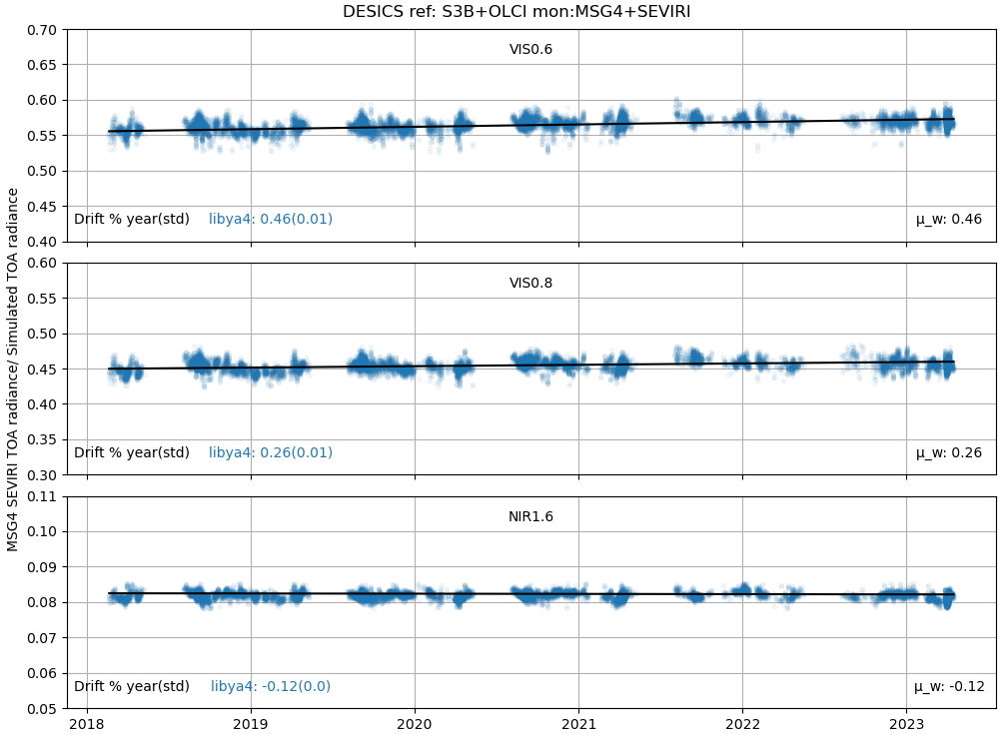 DESICS ref: S3B+OLCI mon:MSG4+SEVIRI
MSG4 SEVIRI TOA radiance/ Simulated TOA radiance
0.70
VIS0.6
0.65
0.60
0.55
0.50
0.45
Drift % year(std) libya4: 0.46(0.01) μ_w: 0.46
0.40
0.60
VIS0.8
0.55
0.50
0.45
0.40
0.35
Drift % year(std) libya4: 0.26(0.01) μ_w: 0.26
0.30
0.11
NIR1.6
0.10
0.09
0.08
0.07
0.06
Drift % year(std) libya4: -0.12(0.0) μ_w: -0.12
0.05
2018 2019 2020 2021 2022 2023